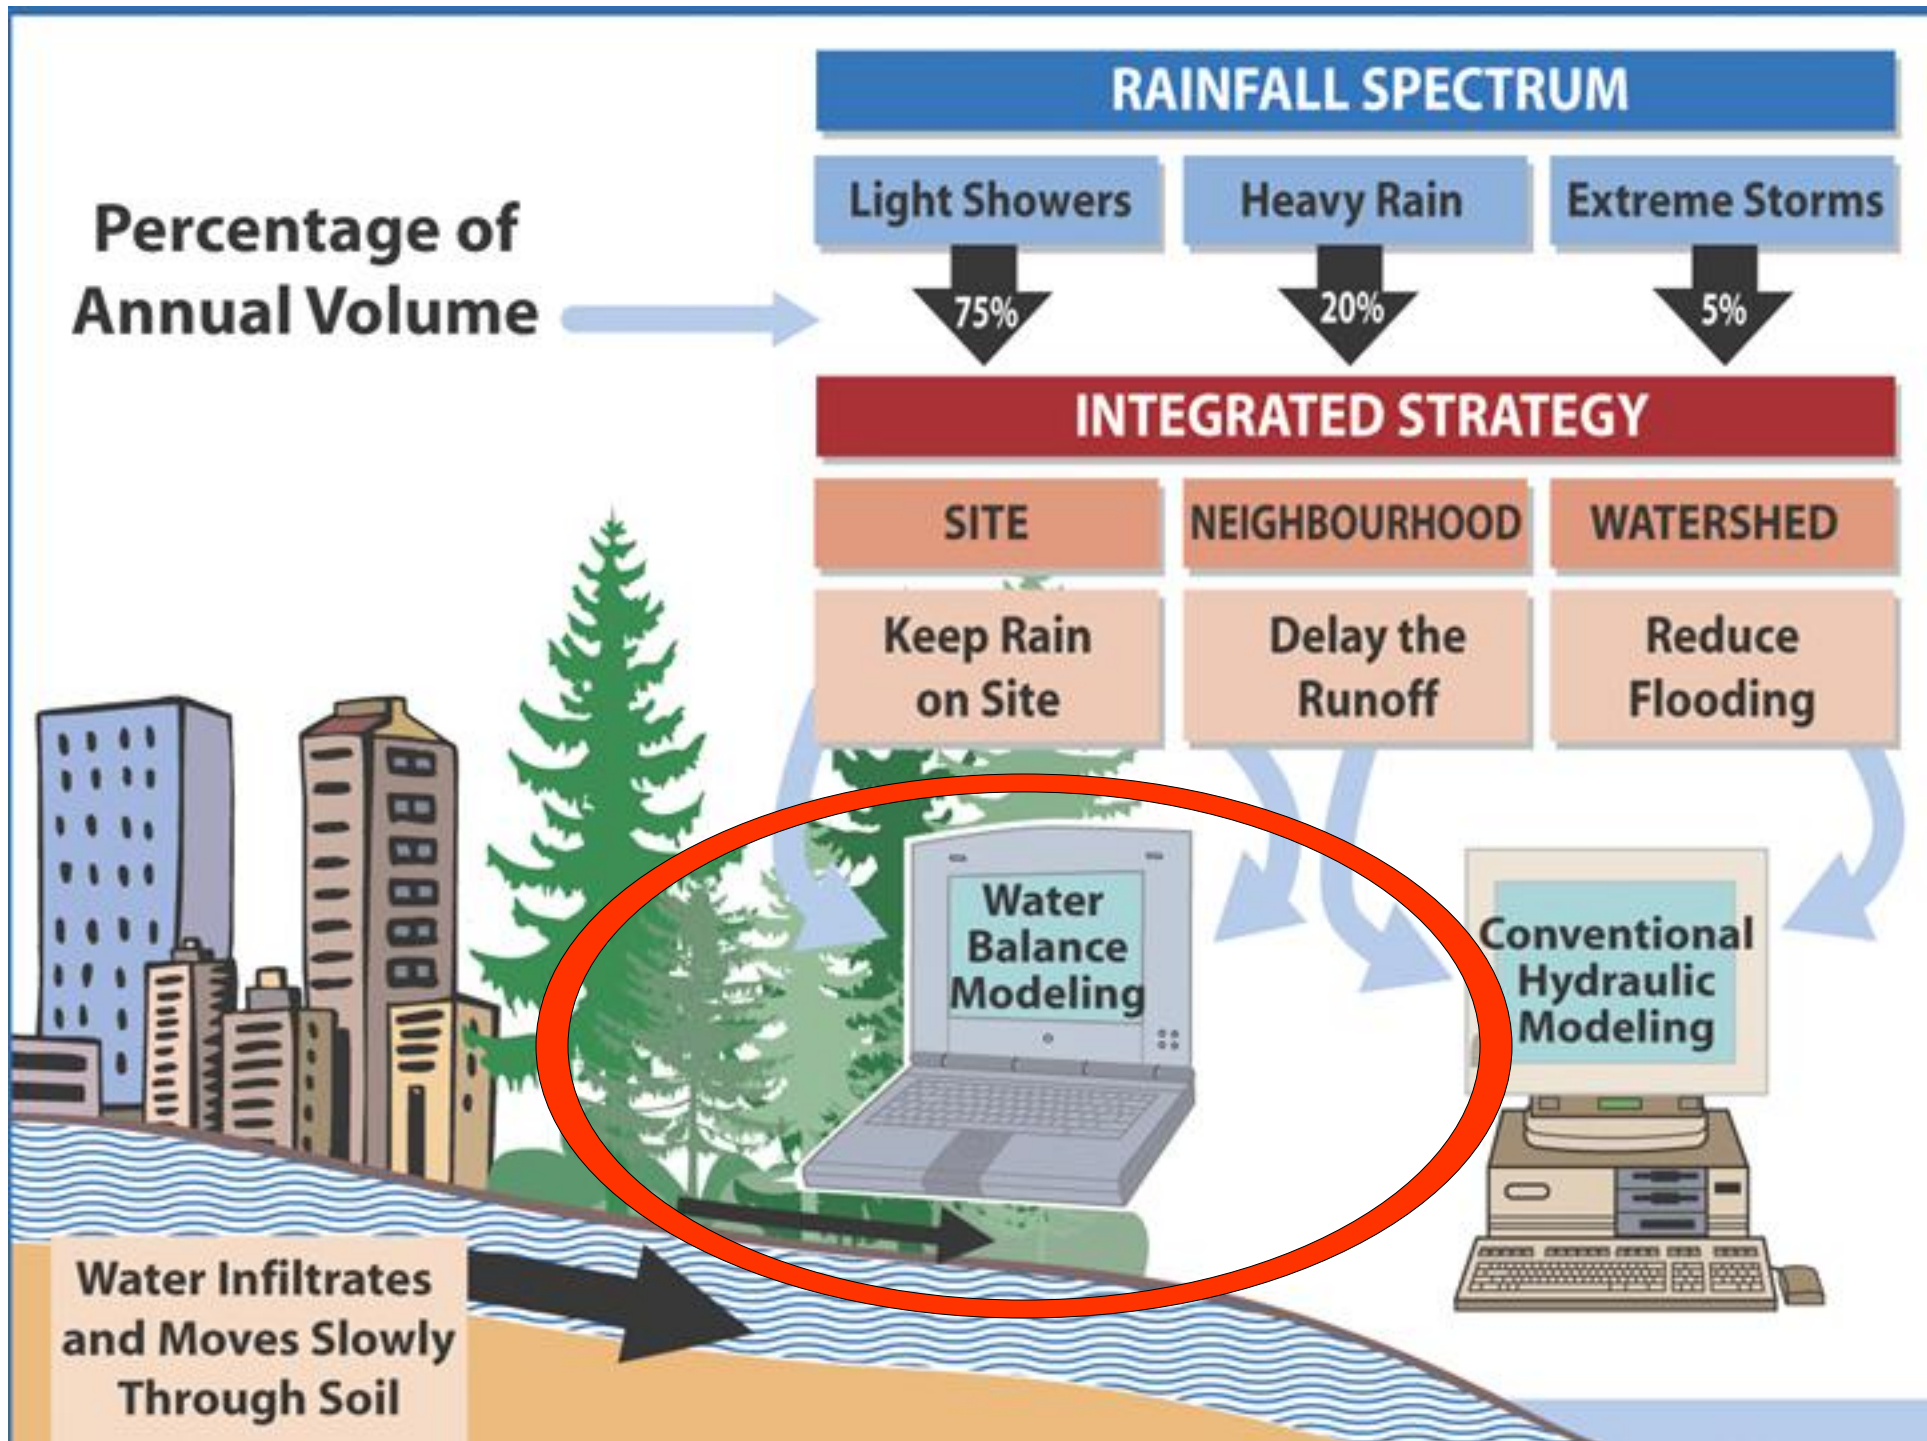 RAINFALL SPECTRUM
Light Showers
Heavy Rain
Extreme Storms
Percentage of
Annual Volume
75%
20%
5%
INTEGRATED STRATEGY
SITE
NEIGHBOURHOOD
WATERSHED
Keep Rain
on Site
Delay the
Runoff
Reduce
Flooding
Water
Balance
Modeling
Conventional
Hydraulic
Modeling
Water Infiltrates
and Moves Slowly
Through Soil